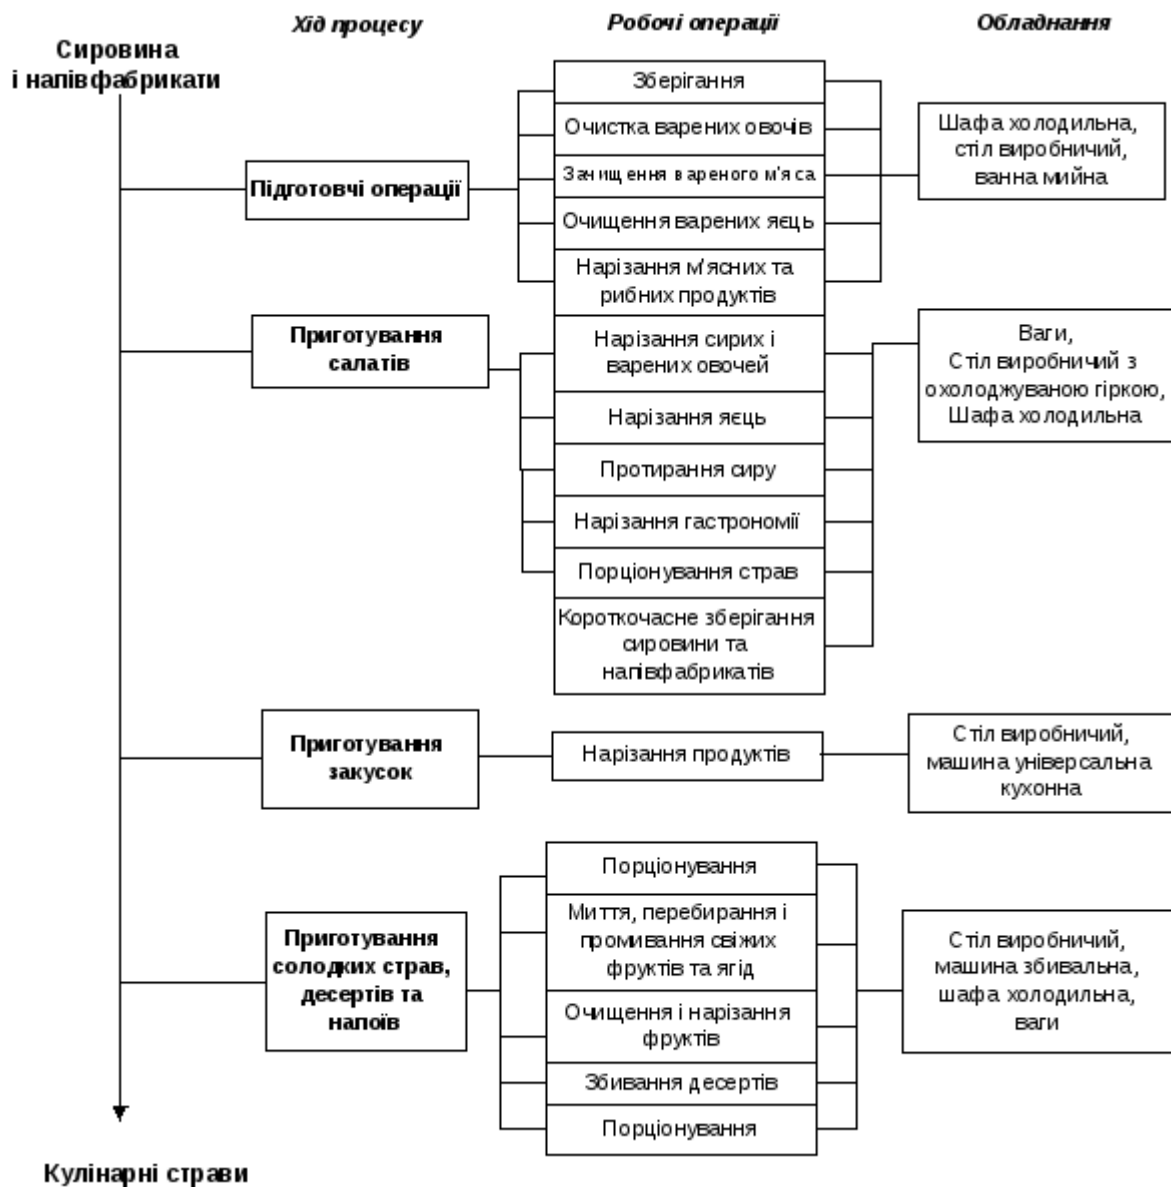 Хід процесу
Робочі операції
Обладнання
Сировина
і напівфабрикати
Підготовчі операції
Зберігання
Очистка варених овочів
Зачищення вареного м'яса
Очищення варених яєць
Нарізання м'ясних та
рибних продуктів
Шафа холодильна,
стіл виробничий,
ванна мийна
Приготування
салатів
Нарізання сирих і
варених овочей
Нарізання яєць
Протирання сиру
Нарізання гастрономії
Порціонування страв
Короткочасне зберігання
сировини та
напівфабрикатів
Ваги,
Стіл виробничий з
охолоджуваною гіркою,
Шафа холодильна
Приготування
закусок
Нарізання продуктів
Стіл виробничий,
машина універсальна
кухонна
Приготування
солодких страв,
десертів та
напоїв
Порціонування
Миття, перебирання і
промивання свіжих
фруктів та ягід
Очищення і нарізання
фруктів
Збивання десертів
Порціонування
Стіл виробничий,
машина збивальна,
шафа холодильна,
ваги
Кулінарні страви